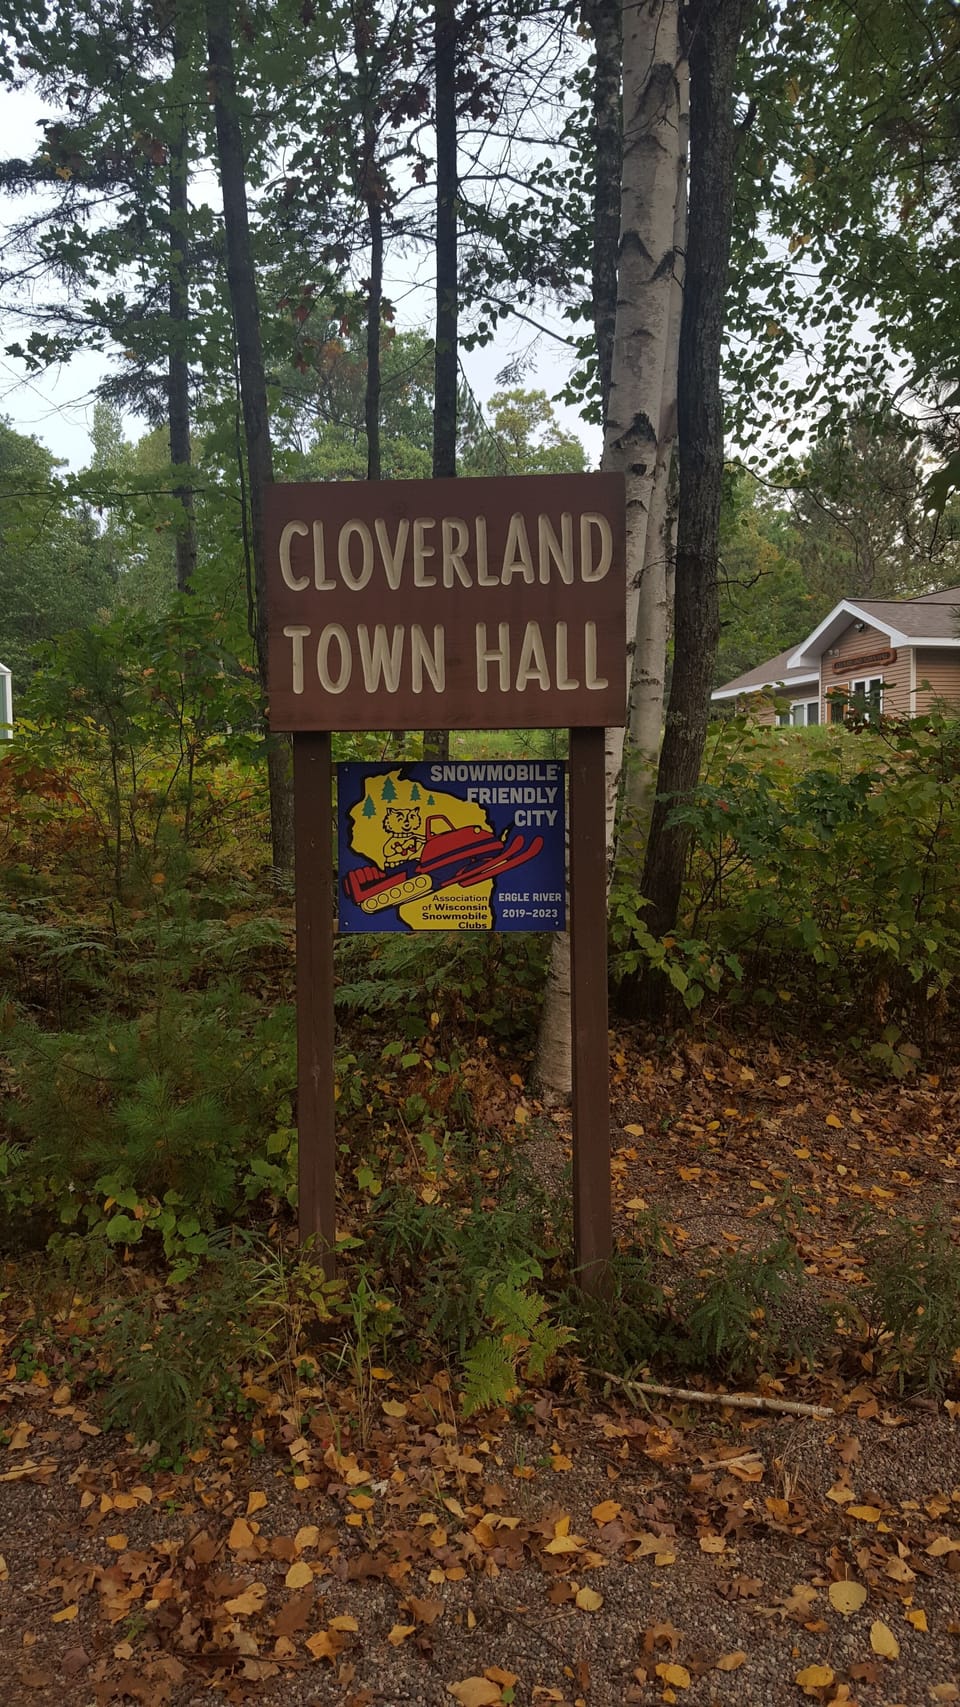 CLOVERLAND
TOWN HALL
SNOWMOBILE
FRIENDLY
CITY
Association
of Wisconsin
Snowmobile
Clubs
EAGLE RIVER
2019-2023